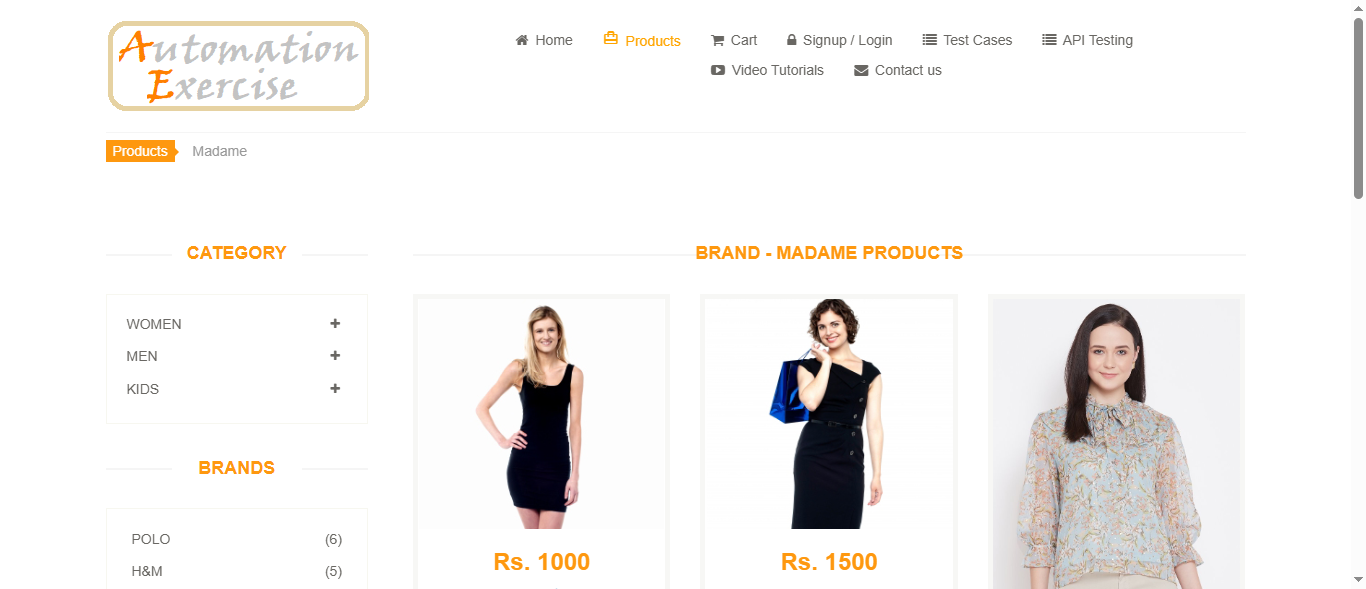 Automation
Exercise
Home Products Cart Signup / Login Test Cases API Testing
Video Tutorials Contact us
Products Madame
CATEGORY
BRAND - MADAME PRODUCTS
WOMEN
MEN
KIDS
BRANDS
POLO (6)
H&M (5)
Rs. 1000
Rs. 1500